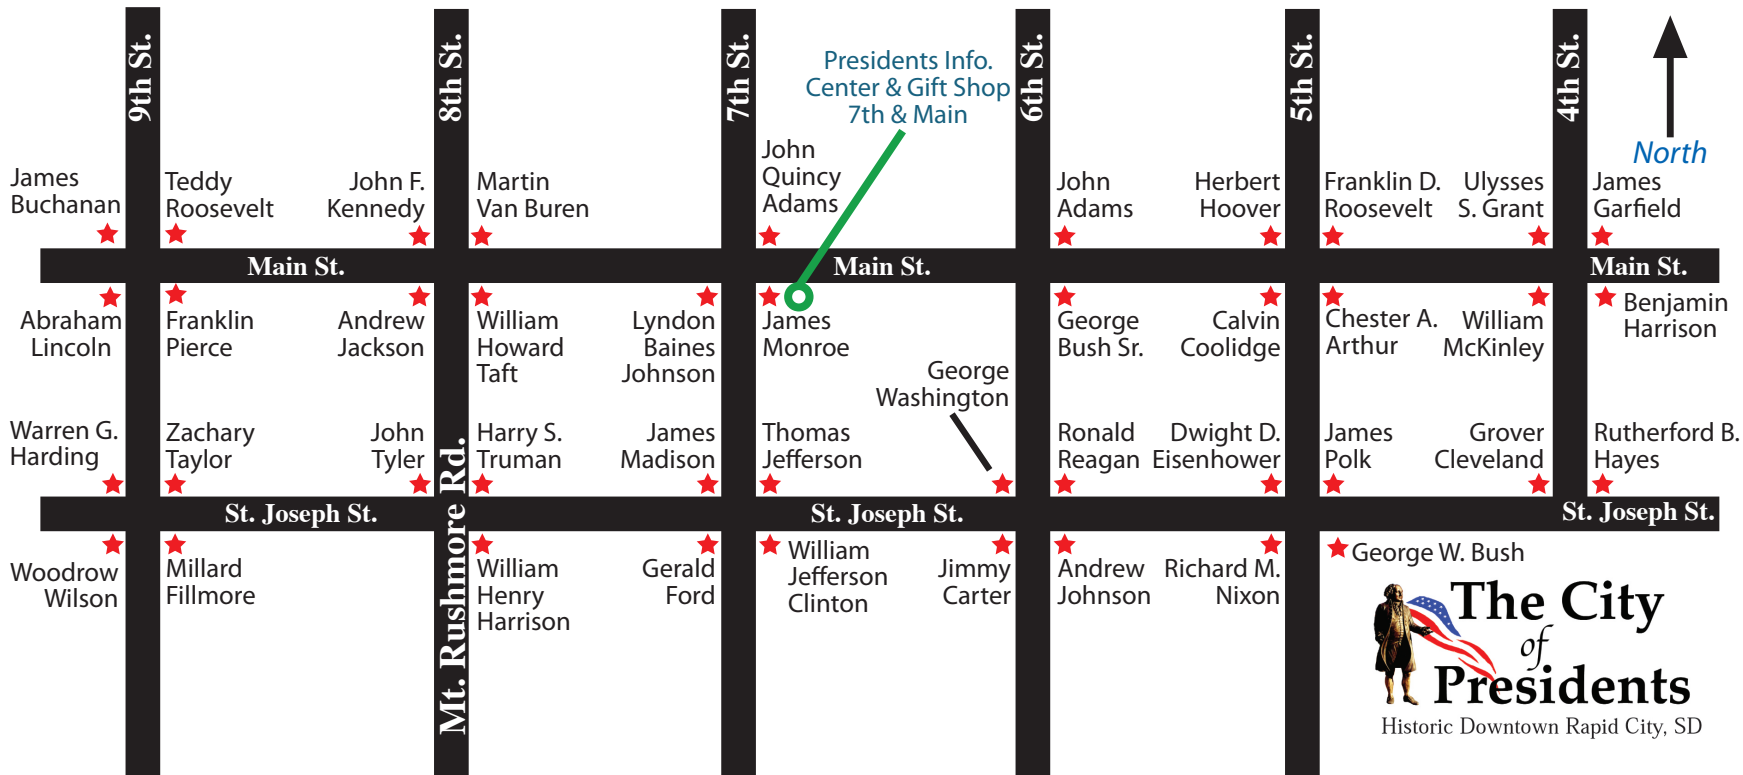 9th St.
8th St.
7th St.
6th St.
5th St.
4th St.
Presidents Info.
Center & Gift Shop
7th & Main
North
James
Buchanan
Teddy
Roosevelt
John F.
Kennedy
Martin
Van Buren
John
Quincy
Adams
John
Adams
Herbert
Hoover
Franklin D.
Roosevelt
Ulysses
S. Grant
James
Garfield
Main St.
Main St.
Main St.
Abraham
Lincoln
Franklin
Pierce
Andrew
Jackson
William
Howard
Taft
Lyndon
Baines
Johnson
James
Monroe
George
Washington
George
Bush Sr.
Calvin
Coolidge
Chester A.
Arthur
William
McKinley
Benjamin
Harrison
Warren G.
Harding
Zachary
Taylor
John
Tyler
Mt. Rushmore Rd.
Harry S.
Truman
James
Madison
Thomas
Jefferson
Ronald
Reagan
Dwight D.
Eisenhower
James
Polk
Grover
Cleveland
Rutherford B.
Hayes
St. Joseph St.
St. Joseph St.
St. Joseph St.
Woodrow
Wilson
Millard
Fillmore
William
Henry
Harrison
Gerald
Ford
William
Jefferson
Clinton
Jimmy
Carter
Andrew
Johnson
Richard M.
Nixon
George W. Bush
The City
of
Presidents
Historic Downtown Rapid City, SD